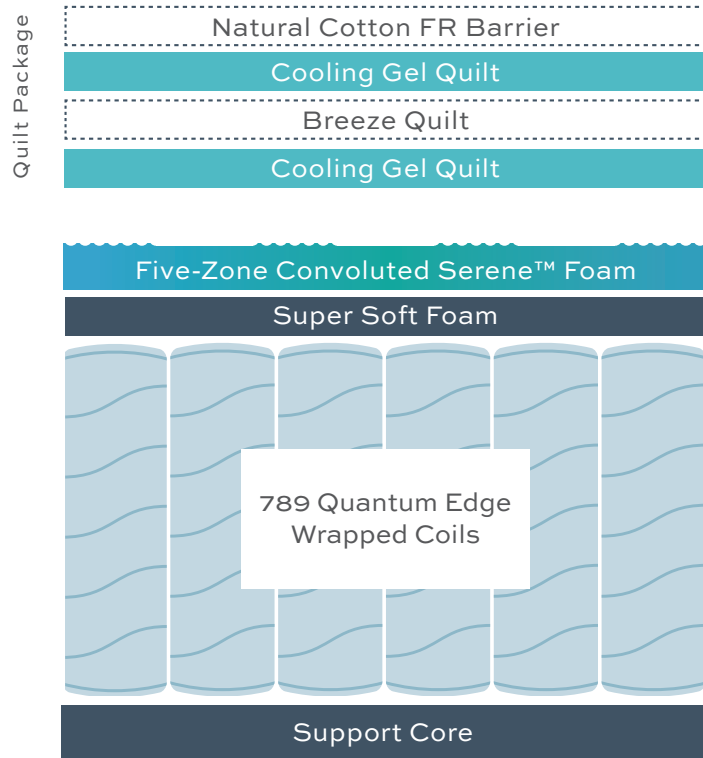 Quilt Package
Natural Cotton FR Barrier
Cooling Gel Quilt
Breeze Quilt
Cooling Gel Quilt
Five-Zone Convoluted Serene™ Foam
Super Soft Foam
789 Quantum Edge
Wrapped Coils
Support Core